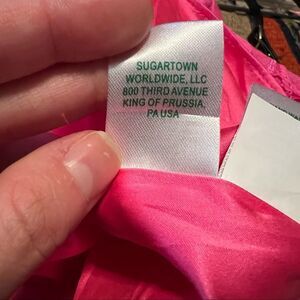 SUGARTOWN
WORLDWIDE, LLC
800 THIRD AVENUE
KING OF PRUSSIA,
PA USA